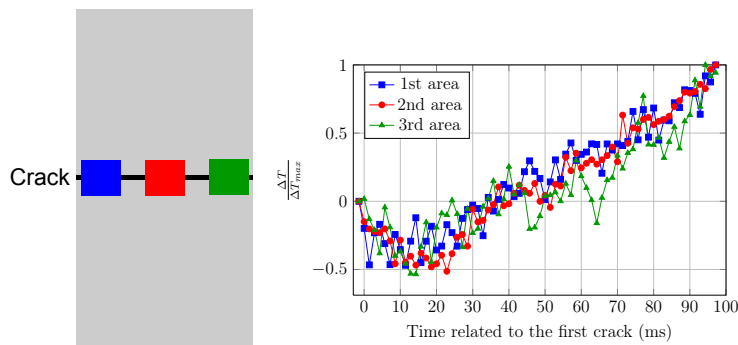 Crack
ΔT
ΔT_max
1
0.5
0
−0.5
1st area
2nd area
3rd area
0 10 20 30 40 50 60 70 80 90 100
Time related to the first crack (ms)